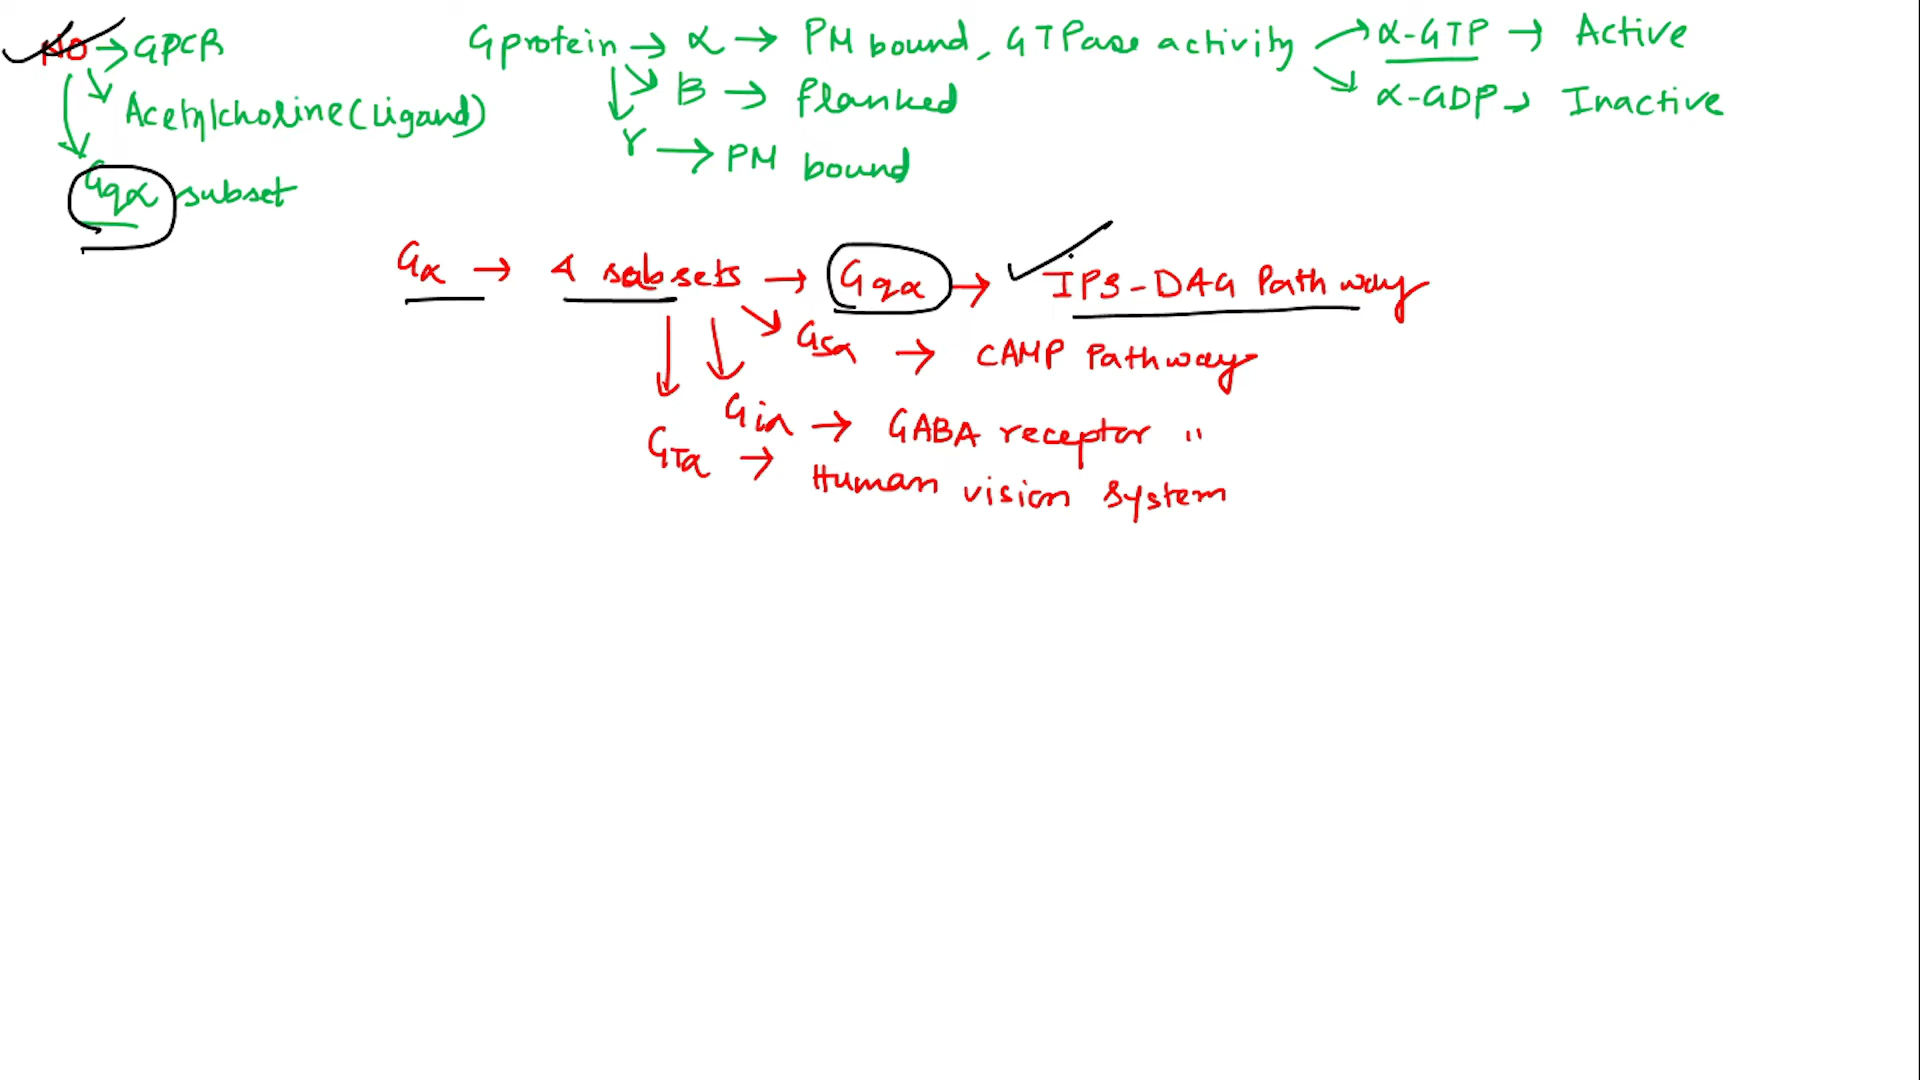 NO → GPCR
Acetylcholine (Ligand)
Gqα subset
Gprotein → α → PM bound, GTPase activity → α-GTP → Active
α-GDP → Inactive
B → flanked
γ → PM bound
Gα → 4 subsets → Gqα → IP3-DAG Pathway
Gsα → CAMP Pathway
Giα → GABA receptor "
GTα → Human vision system